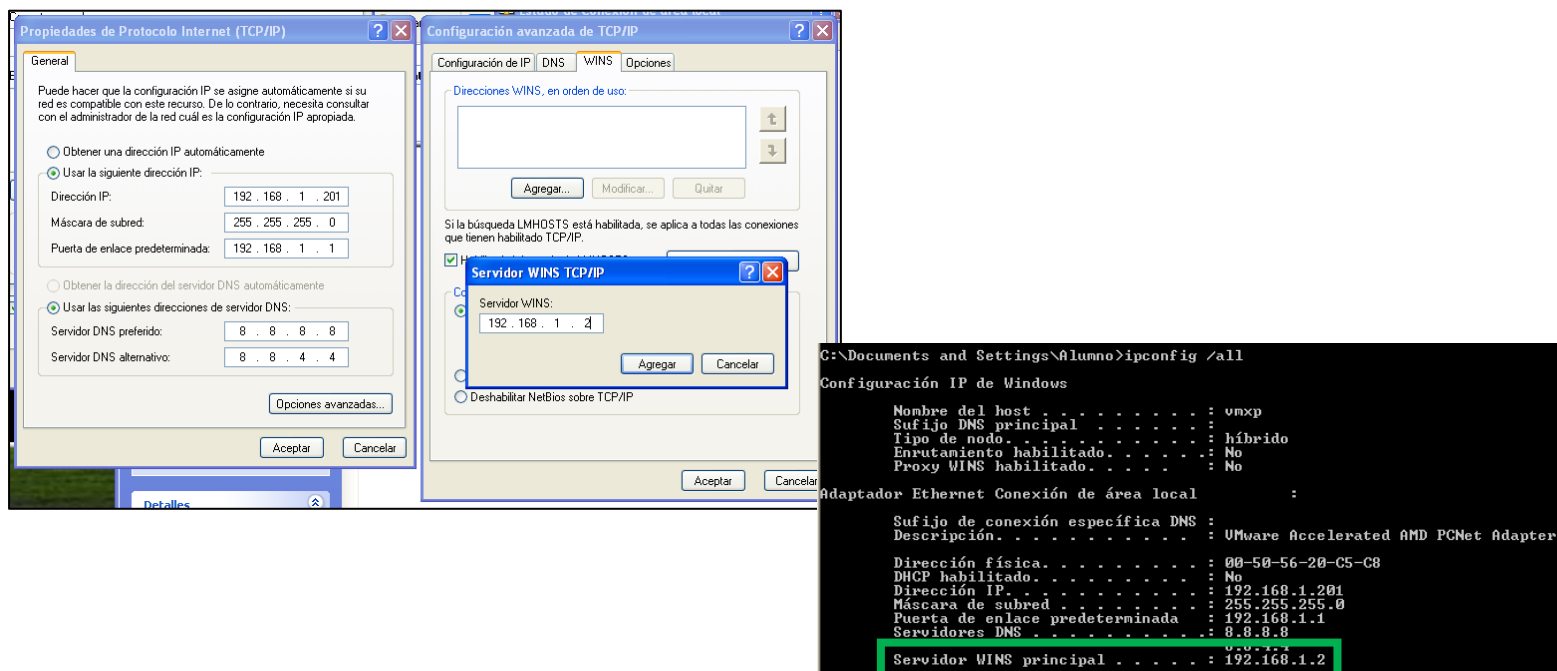 Estado de Conexión de área local
Propiedades de Protocolo Internet (TCP/IP)
General
Puede hacer que la configuración IP se asigne automáticamente si su
red es compatible con este recurso. De lo contrario, necesita consultar
con el administrador de la red cuál es la configuración IP apropiada.
Obtener una dirección IP automáticamente
Usar la siguiente dirección IP:
Dirección IP: 192 . 168 . 1 . 201
Máscara de subred: 255 . 255 . 255 . 0
Puerta de enlace predeterminada: 192 . 168 . 1 . 1
Obtener la dirección del servidor DNS automáticamente
Usar las siguientes direcciones de servidor DNS:
Servidor DNS preferido: 8 . 8 . 8 . 8
Servidor DNS alternativo: 8 . 8 . 4 . 4
Opciones avanzadas...
Aceptar Cancelar
Detalles
Configuración avanzada de TCP/IP
Configuración de IP DNS WINS Opciones
Direcciones WINS, en orden de uso:
Agregar... Modificar... Quitar
Si la búsqueda LMHOSTS está habilitada, se aplica a todas las conexiones
que tienen habilitado TCP/IP.
Servidor WINS TCP/IP
Servidor WINS:
192 . 168 . 1 . 2
Agregar Cancelar
Deshabilitar NetBios sobre TCP/IP
Aceptar Cancelar
C:\Documents and Settings\Alumno>ipconfig /all
Configuración IP de Windows
Nombre del host . . . . . . . . . : vmxp
Sufijo DNS principal . . . . . . :
Tipo de nodo. . . . . . . . . . . : híbrido
Enrutamiento habilitado. . . . . .: No
Proxy WINS habilitado. . . . . : No
Adaptador Ethernet Conexión de área local :
Sufijo de conexión específica DNS :
Descripción. . . . . . . . . . . : VMware Accelerated AMD PCNet Adapter
Dirección física. . . . . . . . . : 00-50-56-20-C5-C8
DHCP habilitado. . . . . . . . . : No
Dirección IP. . . . . . . . . . . : 192.168.1.201
Máscara de subred . . . . . . . . : 255.255.255.0
Puerta de enlace predeterminada : 192.168.1.1
Servidores DNS . . . . . . . . . .: 8.8.8.8
8.8.4.4
Servidor WINS principal . . . . . : 192.168.1.2